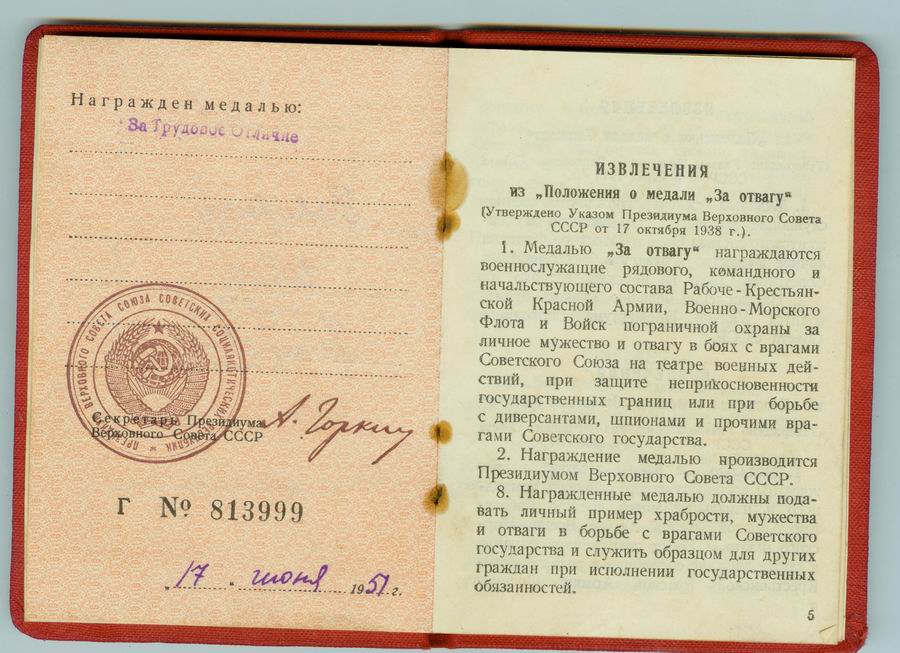 Награжден медалью:
За Трудовое Отличие
ВЕРХОВНОГО СОВЕТА СОЮЗА СОВЕТСКИХ СОЦИАЛИСТИЧЕСКИХ
Секретарь Президиума
Верховного Совета СССР
А. Горкин
Г № 813999
„17" июня 1951 г.
ИЗВЛЕЧЕНИЯ
из „Положения о медали „За отвагу"
(Утверждено Указом Президиума Верховного Совета
СССР от 17 октября 1938 г.).
1. Медалью „За отвагу" награждаются
военнослужащие рядового, командного и
начальствующего состава Рабоче-Крестьян-
ской Красной Армии, Военно-Морского
Флота и Войск пограничной охраны за
личное мужество и отвагу в боях с врагами
Советского Союза на театре военных дей-
ствий, при защите неприкосновенности
государственных границ или при борьбе
с диверсантами, шпионами и прочими вра-
гами Советского государства.
2. Награждение медалью производится
Президиумом Верховного Совета СССР.
8. Награжденные медалью должны пода-
вать личный пример храбрости, мужества
и отваги в борьбе с врагами Советского
государства и служить образцом для других
граждан при исполнении государственных
обязанностей.
5